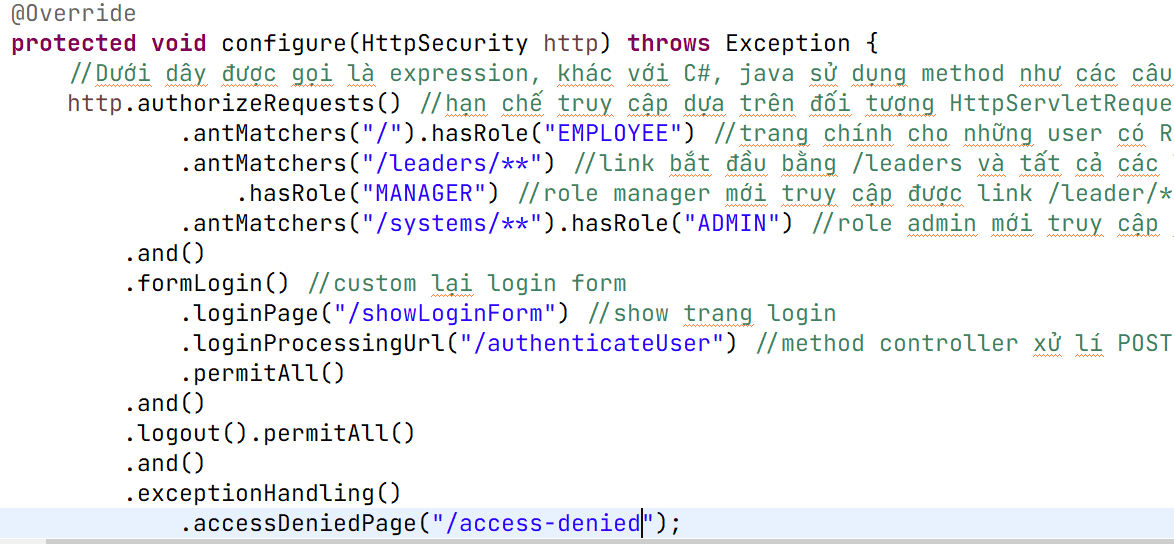 @Override
protected void configure(HttpSecurity http) throws Exception {
//Dưới dây được gọi là expression, khác với C#, java sử dụng method như các câu
http.authorizeRequests() //hạn chế truy cập dựa trên đối tượng HttpServletReque
.antMatchers("/").hasRole("EMPLOYEE") //trang chính cho những user có R
.antMatchers("/leaders/**") //link bắt đầu bằng /leaders và tất cả các
.hasRole("MANAGER") //role manager mới truy cập được link /leader/*
.antMatchers("/systems/**").hasRole("ADMIN") //role admin mới truy cập
.and()
.formLogin() //custom lại login form
.loginPage("/showLoginForm") //show trang login
.loginProcessingUrl("/authenticateUser") //method controller xử lí POST
.permitAll()
.and()
.logout().permitAll()
.and()
.exceptionHandling()
.accessDeniedPage("/access-denied");